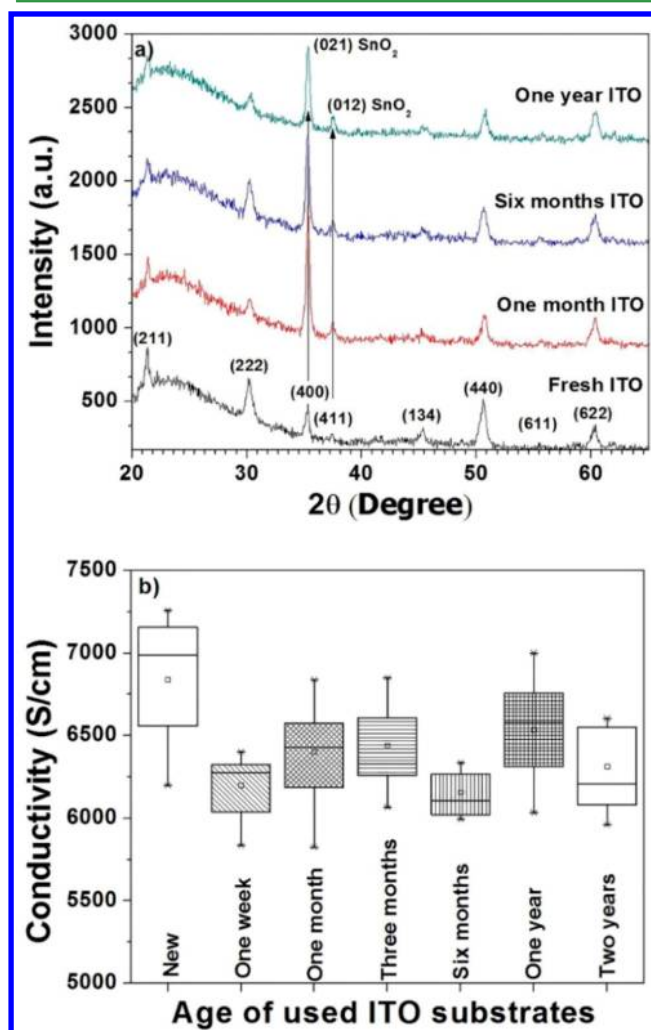 a)
3000
2500
2000
1500
1000
500
Intensity (a.u.)
(021) SnO₂
(012) SnO₂
One year ITO
Six months ITO
One month ITO
Fresh ITO
(211)
(222)
(400)
(411)
(134)
(440)
(611)
(622)
20 30 40 50 60
2θ (Degree)
b)
7500
7000
6500
6000
5500
5000
Conductivity (S/cm)
New
One week
One month
Three months
Six months
One year
Two years
Age of used ITO substrates